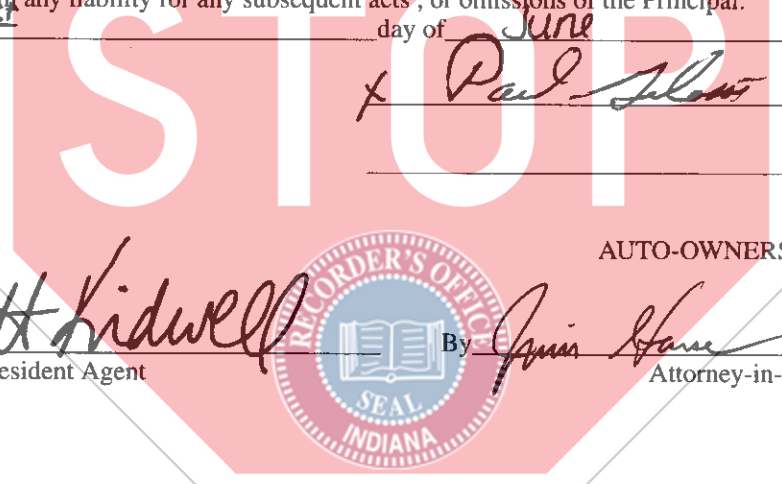 any liability for any subsequent acts , or omissions of the Principal.
day of June
STOP
X Paul
AUTO-OWNERS
RECORDER'S OFFICE
Kidwell
By
esident Agent
Attorney-in-
SEAL
INDIANA